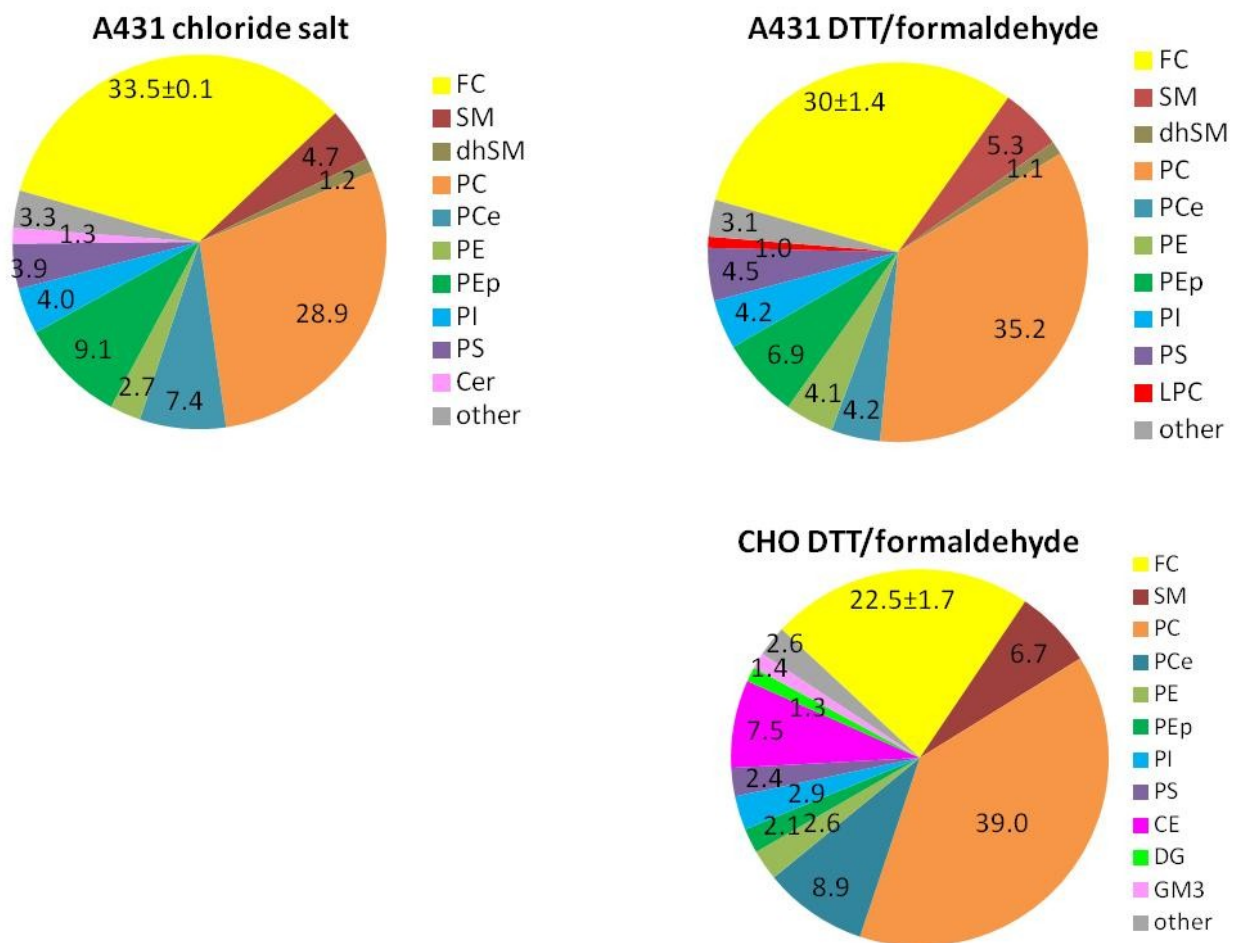 A431 chloride salt
33.5±0.1
4.7
1.2
28.9
7.4
2.7
9.1
4.0
3.9
1.3
3.3
FC
SM
dhSM
PC
PCe
PE
PEp
PI
PS
Cer
other
A431 DTT/formaldehyde
30±1.4
5.3
1.1
35.2
4.2
4.1
6.9
4.2
4.5
1.0
3.1
FC
SM
dhSM
PC
PCe
PE
PEp
PI
PS
LPC
other
CHO DTT/formaldehyde
22.5±1.7
6.7
39.0
8.9
2.6
2.1
2.9
2.4
7.5
1.3
1.4
2.6
FC
SM
PC
PCe
PE
PEp
PI
PS
CE
DG
GM3
other